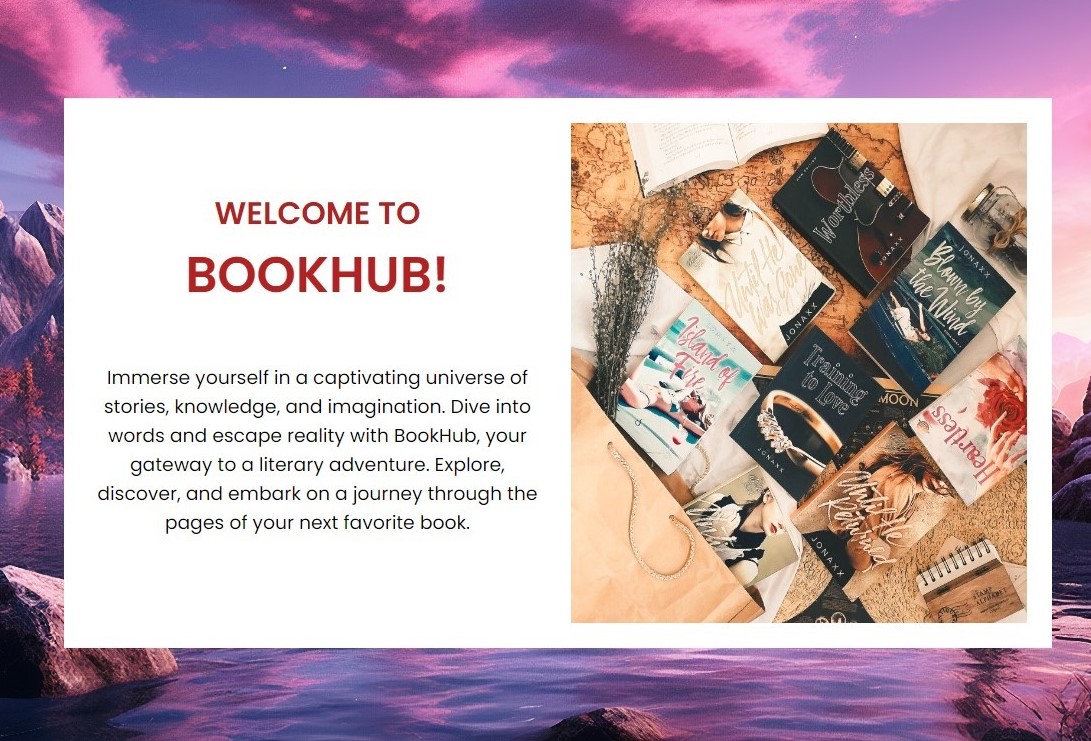 WELCOME TO
BOOKHUB!
Immerse yourself in a captivating universe of
stories, knowledge, and imagination. Dive into
words and escape reality with BookHub, your
gateway to a literary adventure. Explore,
discover, and embark on a journey through the
pages of your next favorite book.
Worthless
JONAXX
Until He
Was Gone
JONAXX
JONAXX
Blown by
the Wind
Island of
Fire
Training
to Love
JONAXX
MOON
Heartless
Until He
Returned
JONAXX